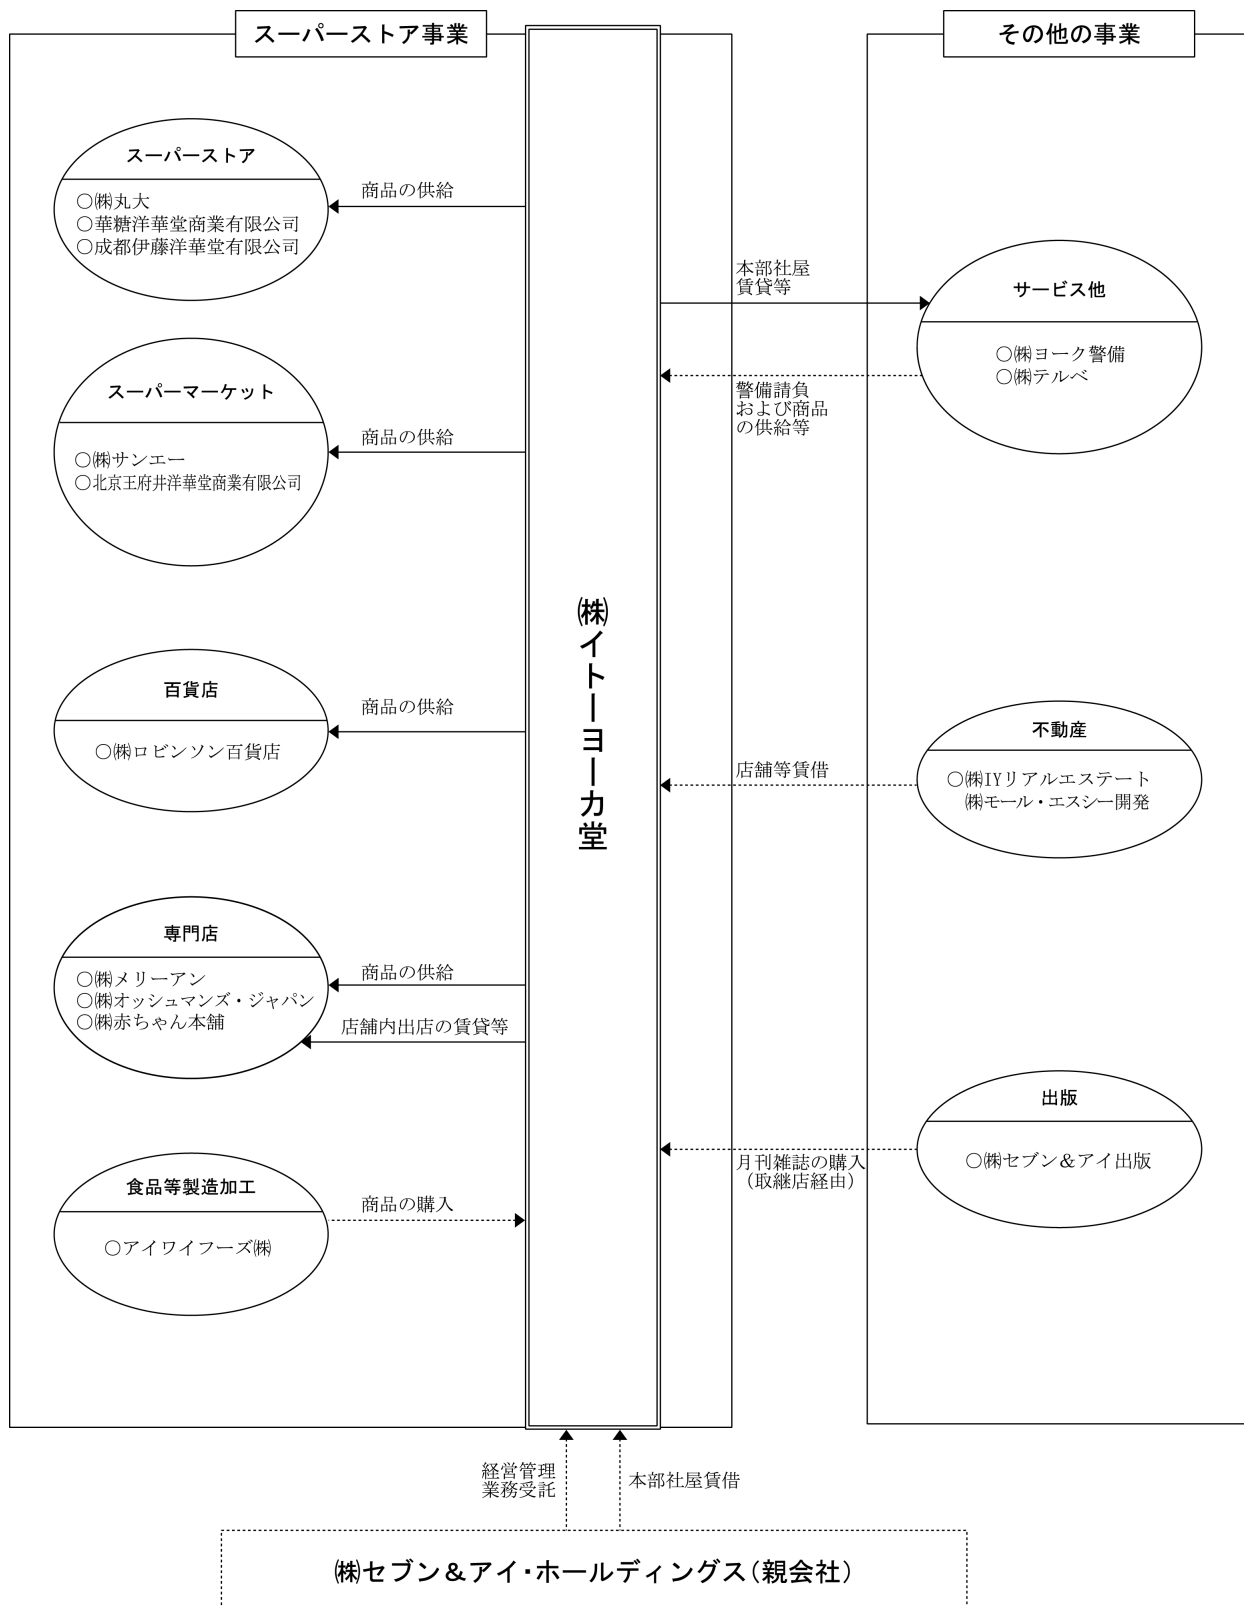 スーパーストア事業
スーパーストア
○㈱丸大
○華糖洋華堂商業有限公司
○成都伊藤洋華堂有限公司
商品の供給
スーパーマーケット
○㈱サンエー
○北京王府井洋華堂商業有限公司
商品の供給
百貨店
○㈱ロビンソン百貨店
商品の供給
専門店
○㈱メリーアン
○㈱オッシュマンズ・ジャパン
○㈱赤ちゃん本舗
商品の供給
店舗内出店の賃貸等
食品等製造加工
○アイワイフーズ㈱
商品の購入
㈱イトーヨーカ堂
その他の事業
本部社屋
賃貸等
サービス他
○㈱ヨーク警備
○㈱テルベ
警備請負
および商品
の供給等
不動産
○㈱IYリアルエステート
㈱モール・エスシー開発
店舗等賃借
出版
○㈱セブン＆アイ出版
月刊雑誌の購入
（取継店経由）
経営管理
業務受託
本部社屋賃借
㈱セブン＆アイ・ホールディングス（親会社）